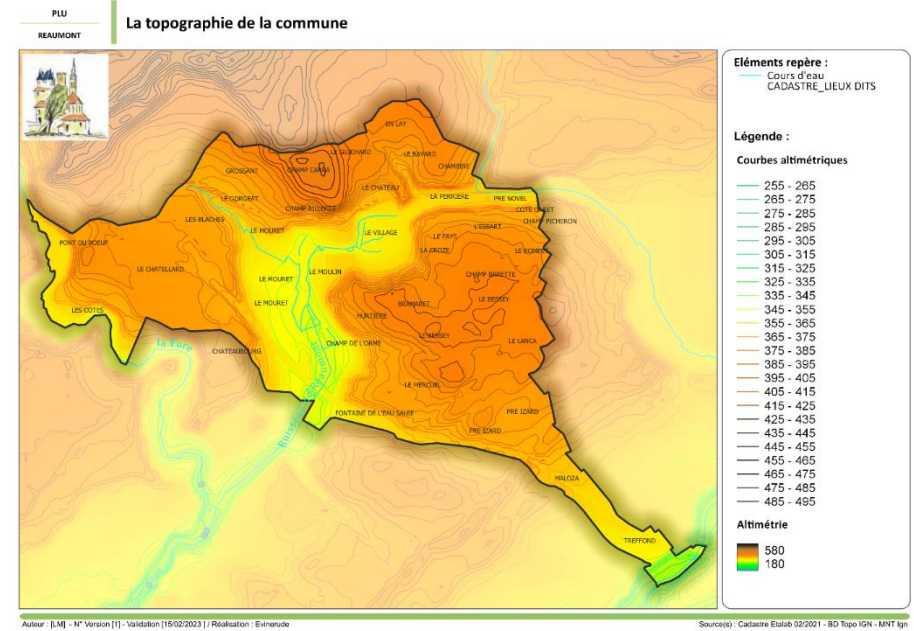 PLU
REAUMONT
La topographie de la commune
EN LAY
LE GUICHARD
LE BAYARD
CHAMBERE
GROSSANT
CHAMP CARRA
LE CHATEAU
LE GORGEAT
LA PERRIERE
PRE NOVEL
CHAMP BILLERET
COTE GARET
LES BLACHES
CHAMP PICHERON
LE MOURET
LE VILLAGE
L'ESSART
LE PAYS
PONT DU BOEUF
LA CROZE
LE CHATELLARD
LE MOULIN
CHAMP BARETTE
LE MOURET
LE BESSEY
LE MOURET
BRAMARET
LES COTES
HURTIERE
LE BESSEY
LE LANCA
la Fure
CHATEAUBOURG
CHAMP DE L'ORME
LE MERCUEL
FONTAINE DE L'EAU SALEE
PRE IZARD
PRE IZARD
MALOZA
TREFFOND
Eléments repère :
Cours d'eau
CADASTRE_LIEUX DITS
Légende :
Courbes altimétriques
255 - 265
265 - 275
275 - 285
285 - 295
295 - 305
305 - 315
315 - 325
325 - 335
335 - 345
345 - 355
355 - 365
365 - 375
375 - 385
385 - 395
395 - 405
405 - 415
415 - 425
425 - 435
435 - 445
445 - 455
455 - 465
465 - 475
475 - 485
485 - 495
Altimétrie
580
180
Auteur : [LM] - N° Version [1] - Validation [15/02/2023 ] / Réalisation : Evinerude
Source(s) : Cadastre Etalab 02/2021 - BD Topo IGN - MNT Ign